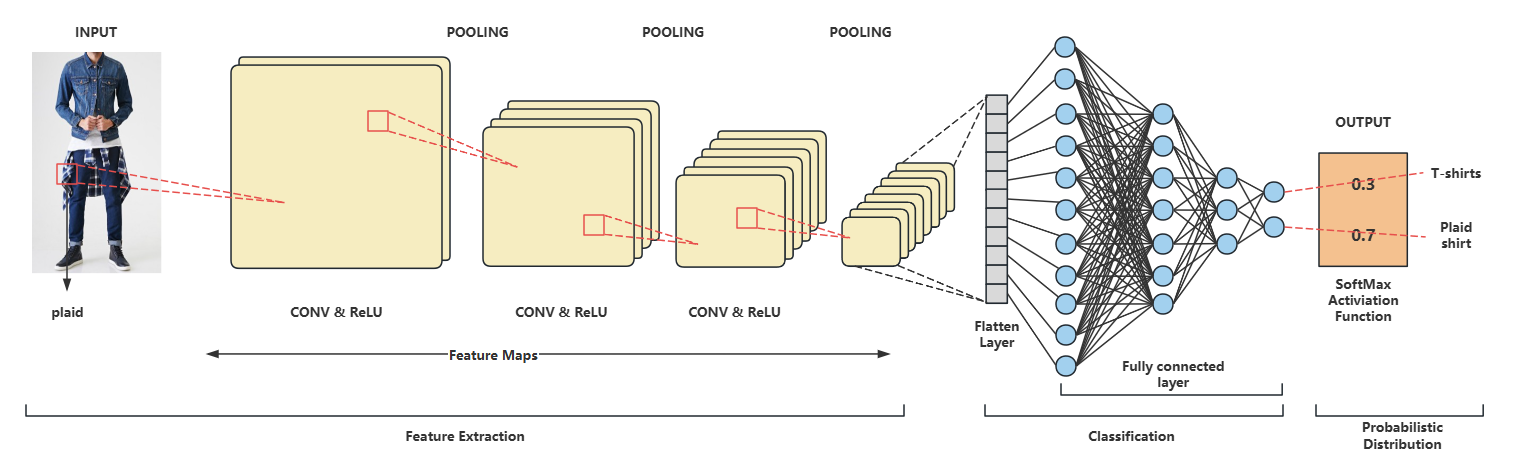 INPUT
POOLING
POOLING
POOLING
plaid
CONV & ReLU
CONV & ReLU
CONV & ReLU
Feature Maps
Feature Extraction
Flatten
Layer
Fully connected
layer
Classification
OUTPUT
0.3
0.7
T-shirts
Plaid
shirt
SoftMax
Activiation
Function
Probabilistic
Distribution